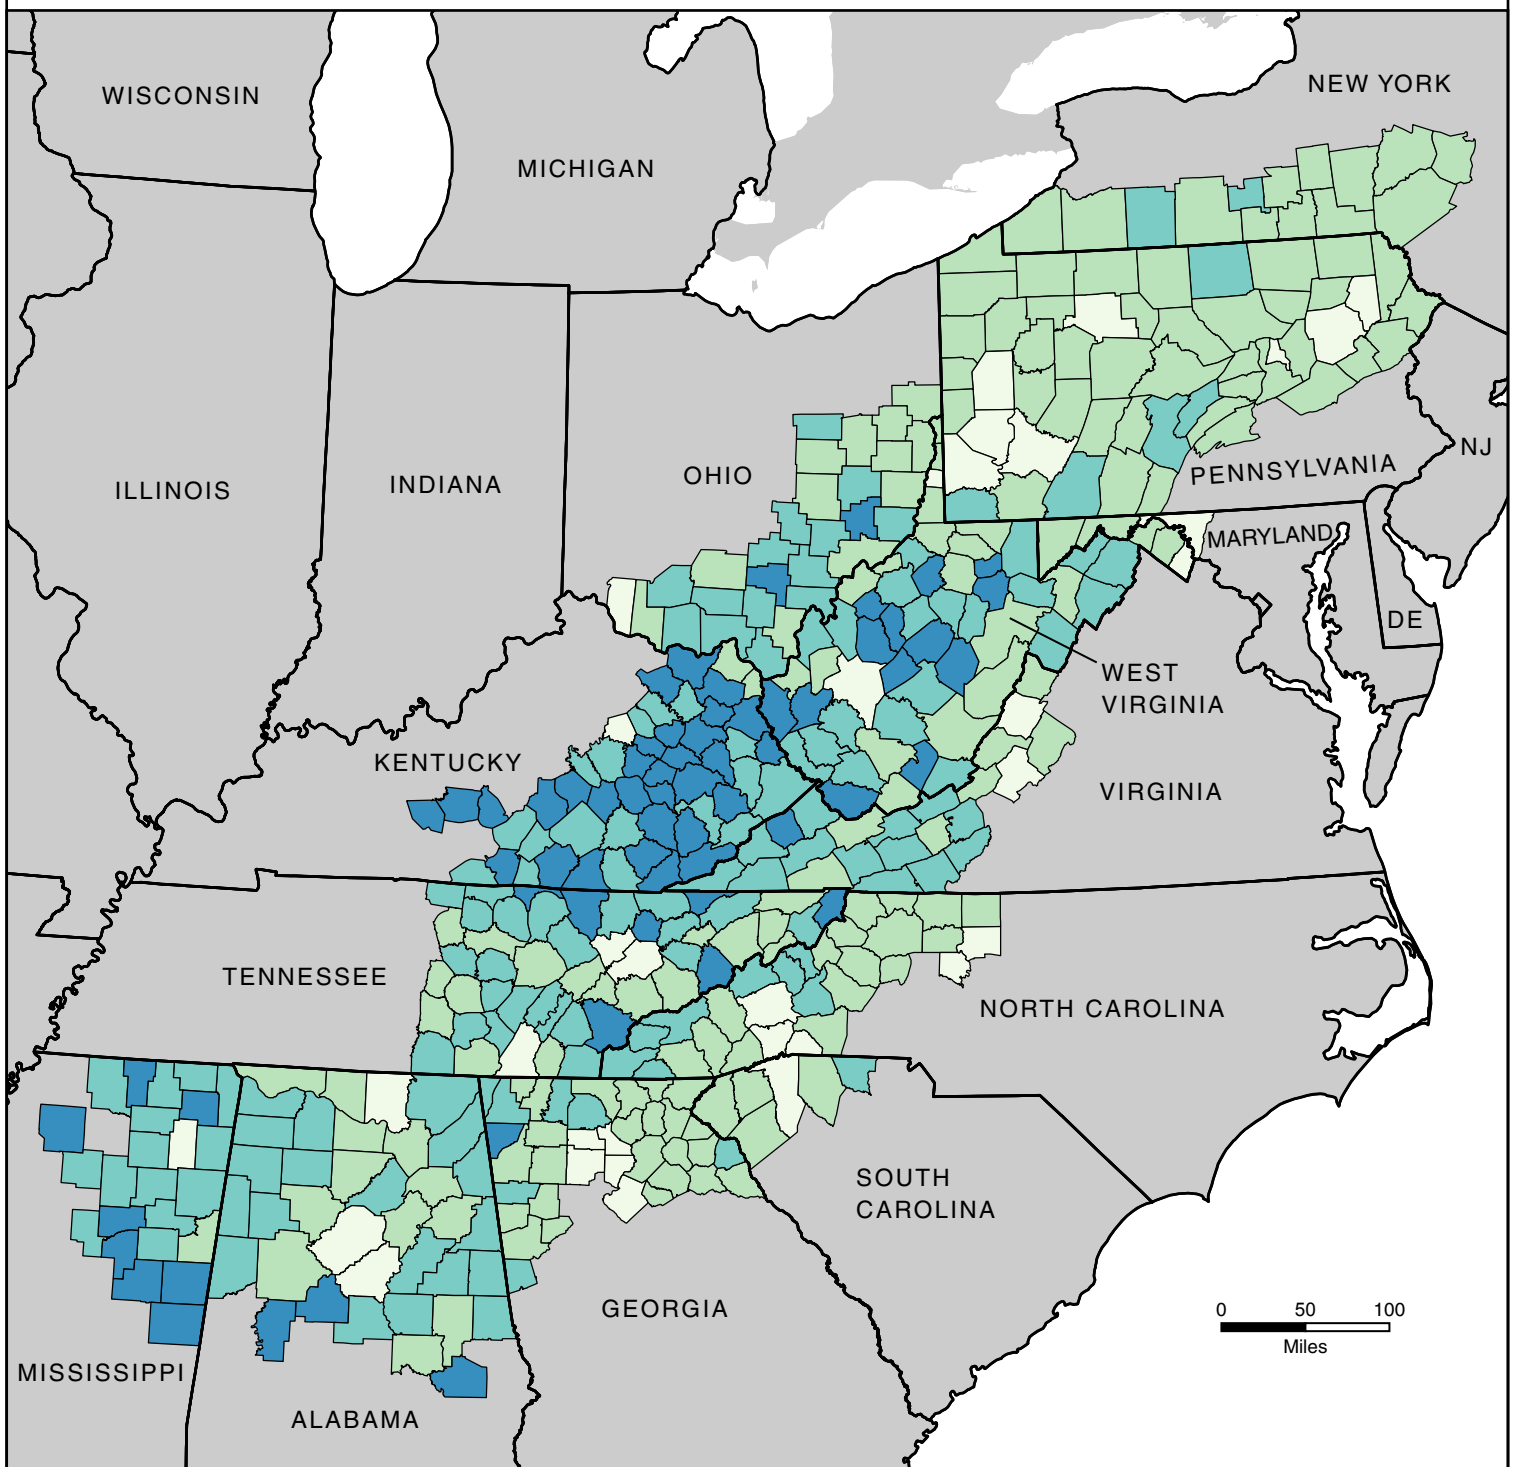 WISCONSIN
NEW YORK
MICHIGAN
ILLINOIS
INDIANA
OHIO
PENNSYLVANIA
NJ
MARYLAND
DE
WEST
VIRGINIA
KENTUCKY
VIRGINIA
TENNESSEE
NORTH CAROLINA
SOUTH
CAROLINA
GEORGIA
MISSISSIPPI
ALABAMA
0 50 100
Miles